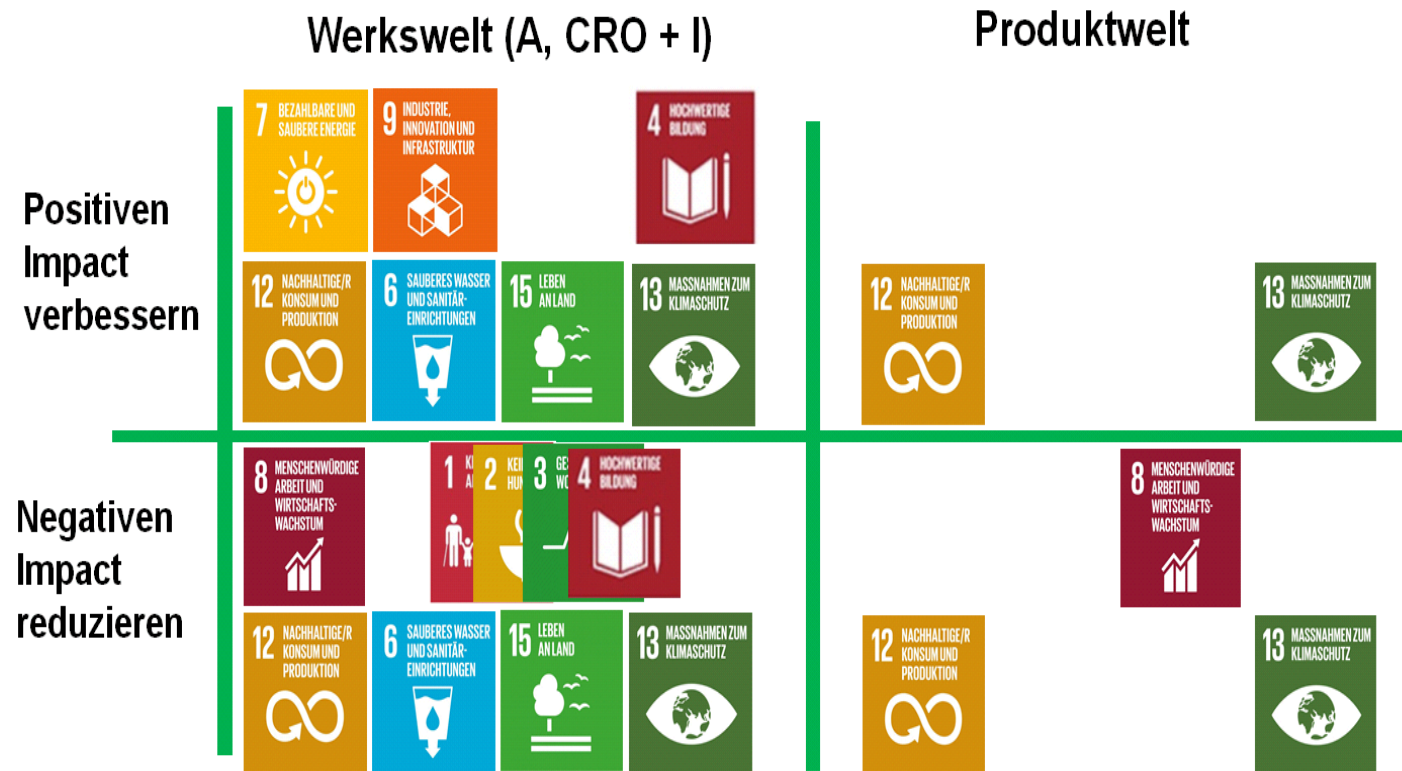 Werkswelt (A, CRO + I)
Produktwelt
Positiven
Impact
verbessern
7 BEZAHLBARE UND
SAUBERE ENERGIE
9 INDUSTRIE,
INNOVATION UND
INFRASTRUKTUR
4 HOCHWERTIGE
BILDUNG
12 NACHHALTIGE/R
KONSUM UND
PRODUKTION
6 SAUBERES WASSER
UND SANITÄR-
EINRICHTUNGEN
15 LEBEN
AN LAND
13 MASSNAHMEN ZUM
KLIMASCHUTZ
12 NACHHALTIGE/R
KONSUM UND
PRODUKTION
13 MASSNAHMEN ZUM
KLIMASCHUTZ
Negativen
Impact
reduzieren
8 MENSCHENWÜRDIGE
ARBEIT UND
WIRTSCHAFTS-
WACHSTUM
1
2
3
4 HOCHWERTIGE
BILDUNG
8 MENSCHENWÜRDIGE
ARBEIT UND
WIRTSCHAFTS-
WACHSTUM
12 NACHHALTIGE/R
KONSUM UND
PRODUKTION
6 SAUBERES WASSER
UND SANITÄR-
EINRICHTUNGEN
15 LEBEN
AN LAND
13 MASSNAHMEN ZUM
KLIMASCHUTZ
12 NACHHALTIGE/R
KONSUM UND
PRODUKTION
13 MASSNAHMEN ZUM
KLIMASCHUTZ